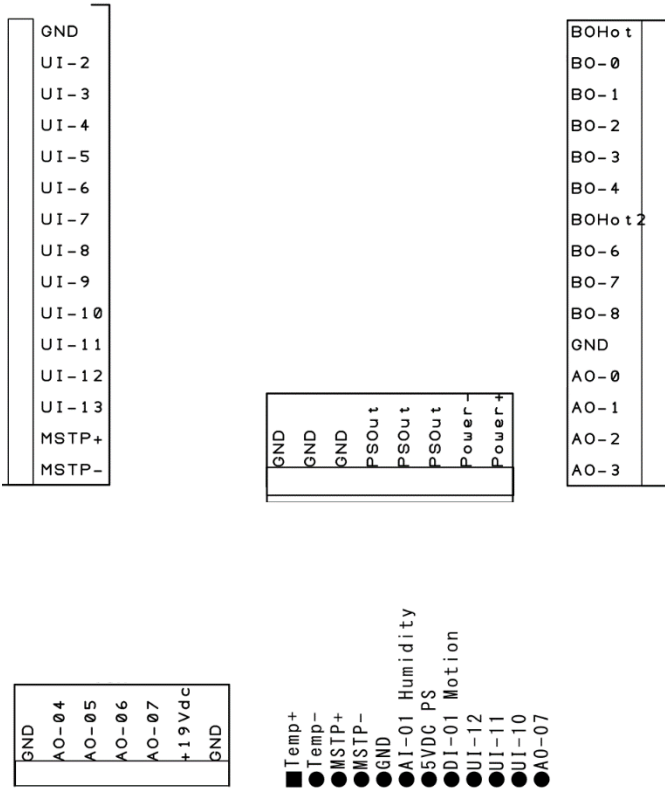 GND
UI-2
UI-3
UI-4
UI-5
UI-6
UI-7
UI-8
UI-9
UI-10
UI-11
UI-12
UI-13
MSTP+
MSTP-
GND
GND
GND
PSOut
PSOut
PSOut
Power-
Power+
BOHot
BO-0
BO-1
BO-2
BO-3
BO-4
BOHot2
BO-6
BO-7
BO-8
GND
AO-0
AO-1
AO-2
AO-3
GND
AO-04
AO-05
AO-06
AO-07
+19Vdc
GND
Temp+
Temp-
MSTP+
MSTP-
GND
AI-01 Humidity
5VDC PS
DI-01 Motion
UI-12
UI-11
UI-10
AO-07